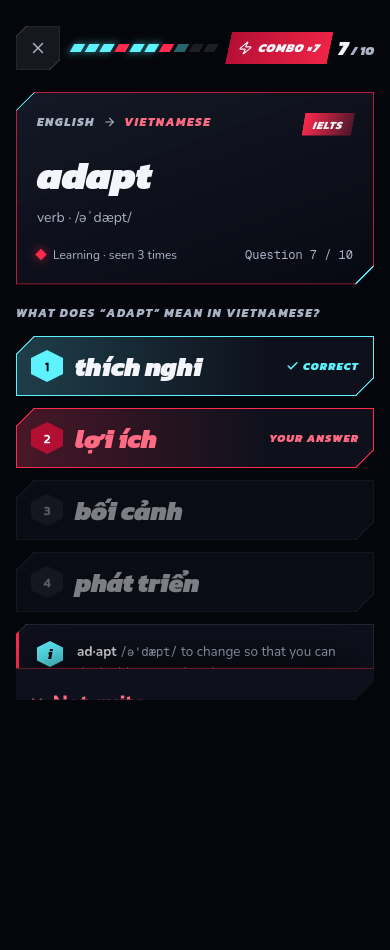 COMBO ×7
7 / 10
ENGLISH → VIETNAMESE
IELTS
adapt
verb · /əˈdæpt/
Learning · seen 3 times
Question 7 / 10
WHAT DOES “ADAPT” MEAN IN VIETNAMESE?
1 thích nghi CORRECT
2 lợi ích YOUR ANSWER
3 bối cảnh
4 phát triển
i ad·apt /əˈdæpt/ to change so that you can